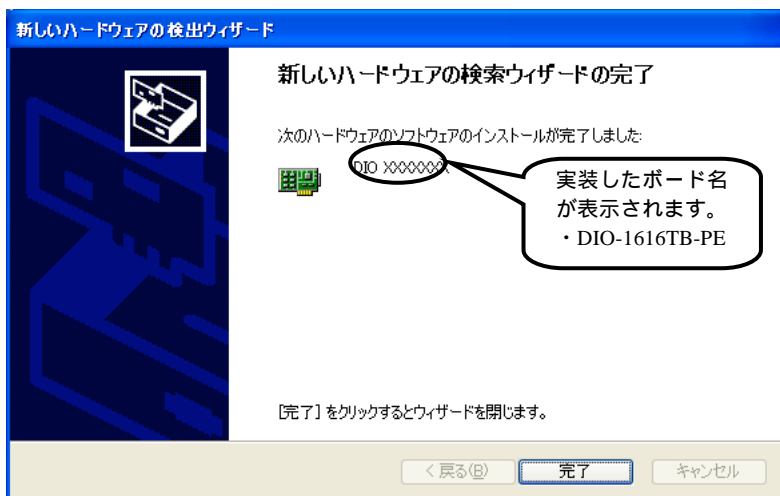 新しいハードウェアの検出ウィザード
新しいハードウェアの検索ウィザードの完了
次のハードウェアのソフトウェアのインストールが完了しました:
DIO XXXXXXX
実装したボード名
が表示されます。
・DIO-1616TB-PE
[完了] をクリックするとウィザードを閉じます。
< 戻る(B)
完了
キャンセル